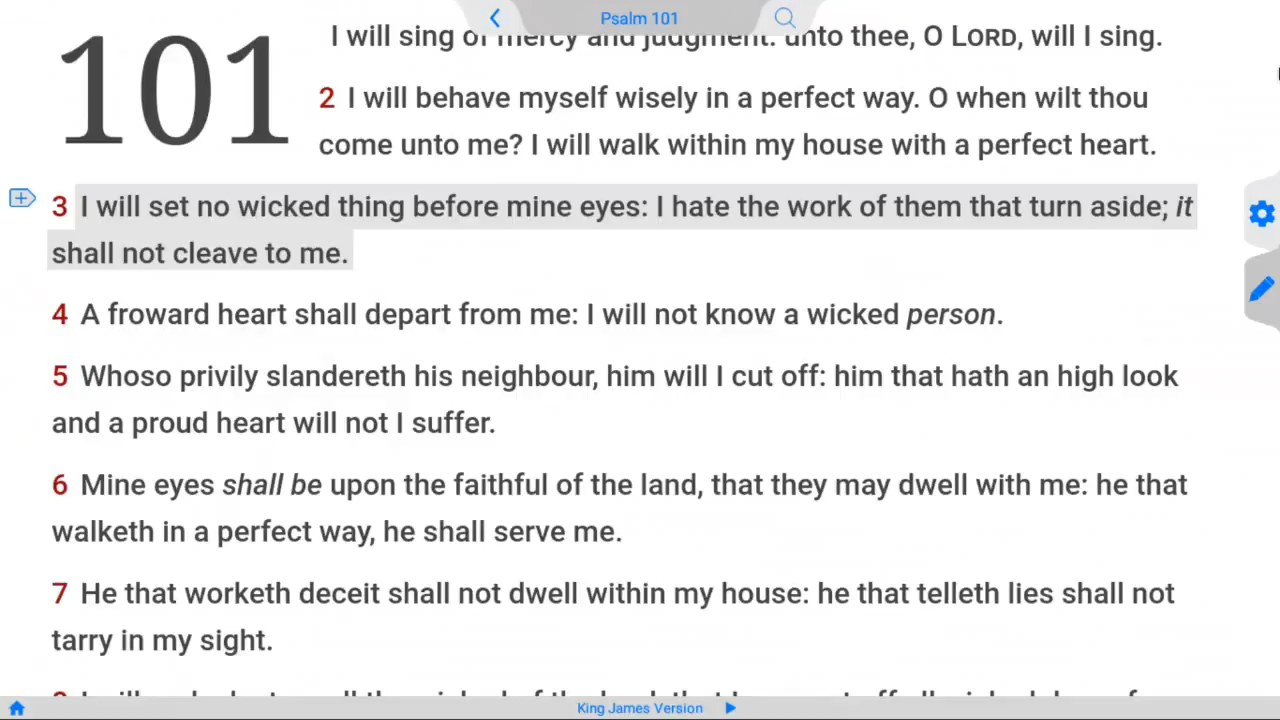 Psalm 101
101
I will sing of mercy and judgment: unto thee, O LORD, will I sing.
2 I will behave myself wisely in a perfect way. O when wilt thou
come unto me? I will walk within my house with a perfect heart.
3 I will set no wicked thing before mine eyes: I hate the work of them that turn aside; it
shall not cleave to me.
4 A froward heart shall depart from me: I will not know a wicked person.
5 Whoso privily slandereth his neighbour, him will I cut off: him that hath an high look
and a proud heart will not I suffer.
6 Mine eyes shall be upon the faithful of the land, that they may dwell with me: he that
walketh in a perfect way, he shall serve me.
7 He that worketh deceit shall not dwell within my house: he that telleth lies shall not
tarry in my sight.
King James Version